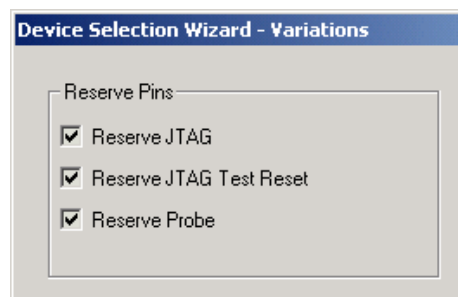 Device Selection Wizard - Variations
Reserve Pins
Reserve JTAG
Reserve JTAG Test Reset
Reserve Probe